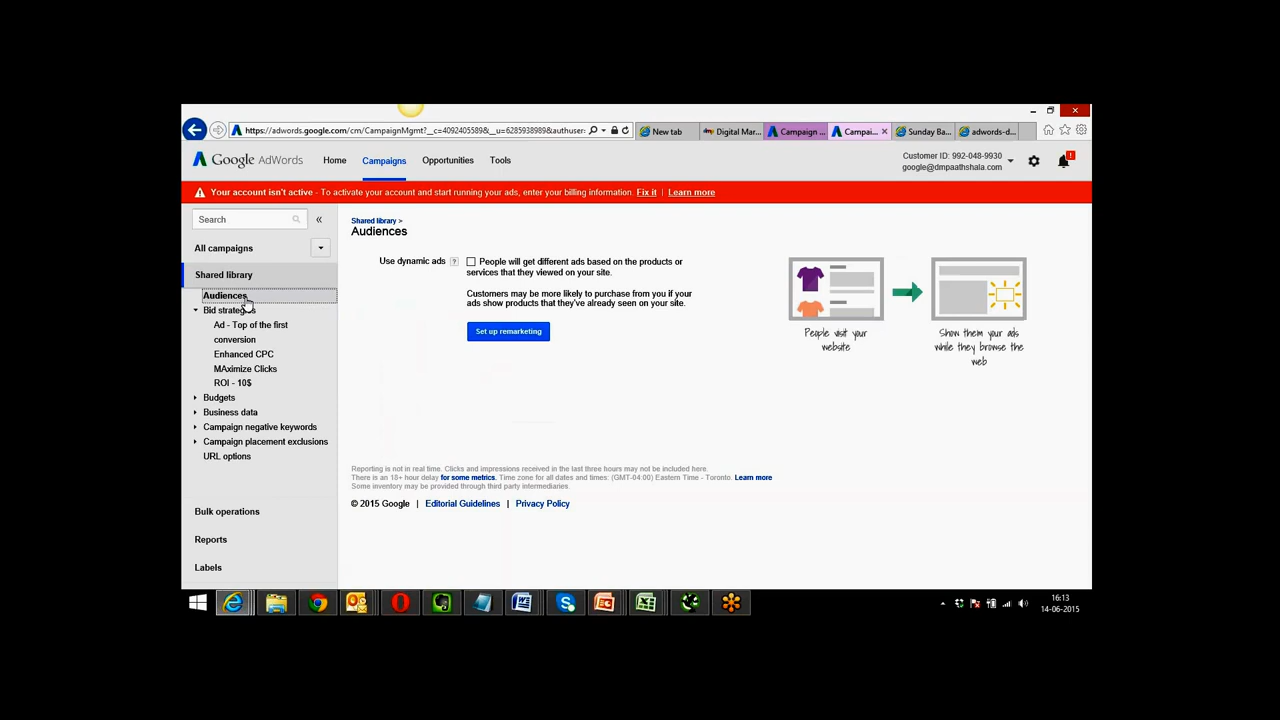 https://adwords.google.com/cm/CampaignMgmt?__c=4092405589&__u=6285938989&authuser:
New tab
Digital Mar...
Campaign ...
Campai...
Sunday Ba...
adwords-d...
Google AdWords
Home
Campaigns
Opportunities
Tools
Customer ID: 992-048-9930
google@dmpaathshala.com
Your account isn't active - To activate your account and start running your ads, enter your billing information. Fix it | Learn more
Search
«
All campaigns
Shared library
Audiences
Bid strategies
Ad - Top of the first
conversion
Enhanced CPC
MAximize Clicks
ROI - 10$
Budgets
Business data
Campaign negative keywords
Campaign placement exclusions
URL options
Bulk operations
Reports
Labels
Shared library >
Audiences
Use dynamic ads ?
People will get different ads based on the products or
services that they viewed on your site.
Customers may be more likely to purchase from you if your
ads show products that they've already seen on your site.
Set up remarketing
People visit your
website
Show them your ads
while they browse the
web
Reporting is not in real time. Clicks and impressions received in the last three hours may not be included here.
There is an 18+ hour delay for some metrics. Time zone for all dates and times: (GMT-04:00) Eastern Time - Toronto. Learn more
Some inventory may be provided through third party intermediaries.
© 2015 Google | Editorial Guidelines | Privacy Policy
16:13
14-06-2015